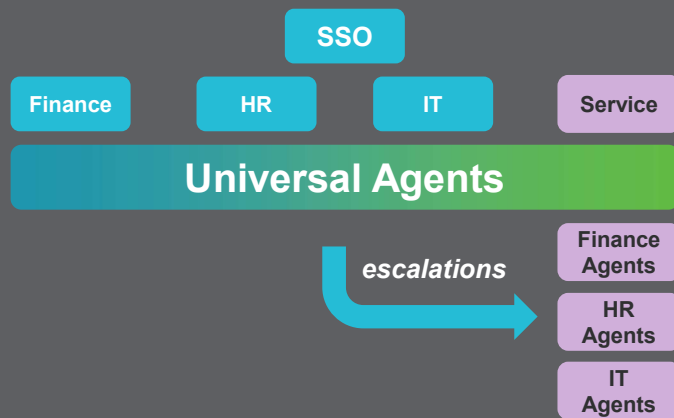 SSO
Finance
HR
IT
Service
Universal Agents
escalations
Finance
Agents
HR
Agents
IT
Agents